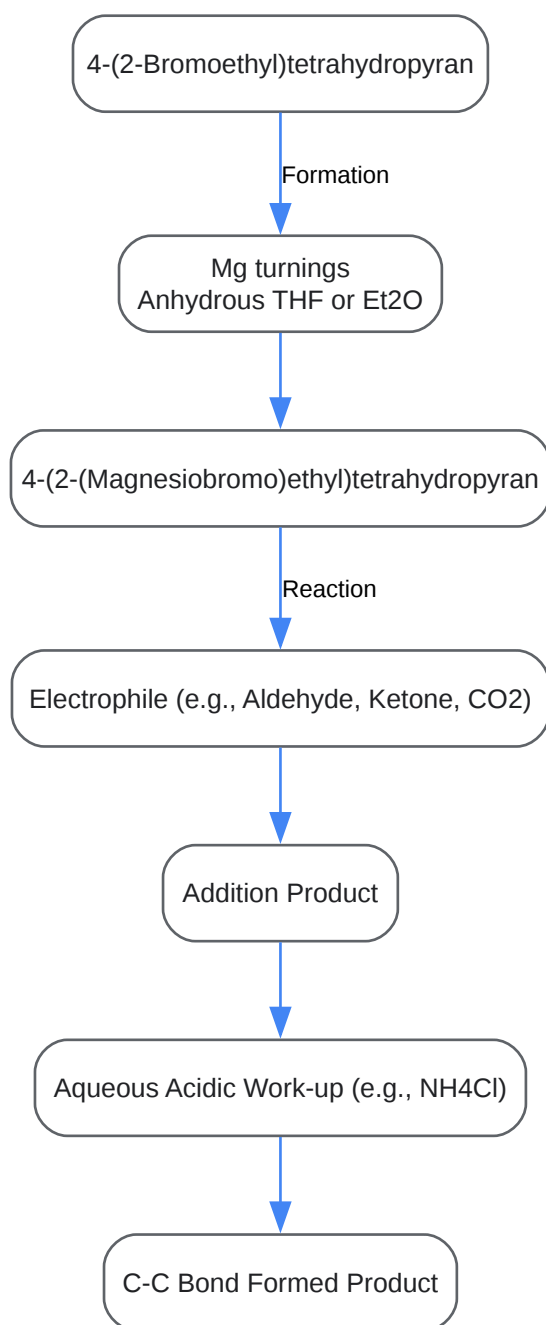 4-(2-Bromoethyl)tetrahydropyran
Formation
Mg turnings
Anhydrous THF or Et2O
4-(2-(Magnesiobromo)ethyl)tetrahydropyran
Reaction
Electrophile (e.g., Aldehyde, Ketone, CO2)
Addition Product
Aqueous Acidic Work-up (e.g., NH4Cl)
C-C Bond Formed Product